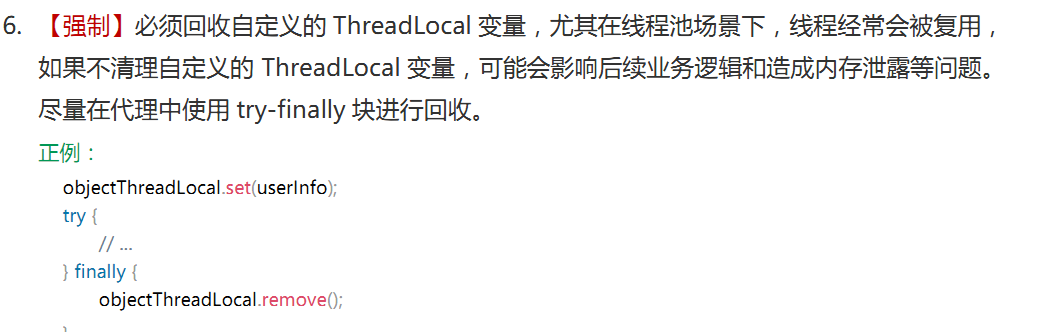 6. 【强制】必须回收自定义的 ThreadLocal 变量，尤其在线程池场景下，线程经常会被复用，
如果不清理自定义的 ThreadLocal 变量，可能会影响后续业务逻辑和造成内存泄露等问题。
尽量在代理中使用 try-finally 块进行回收。
正例：
objectThreadLocal.set(userInfo);
try {
// ...
} finally {
objectThreadLocal.remove();
}